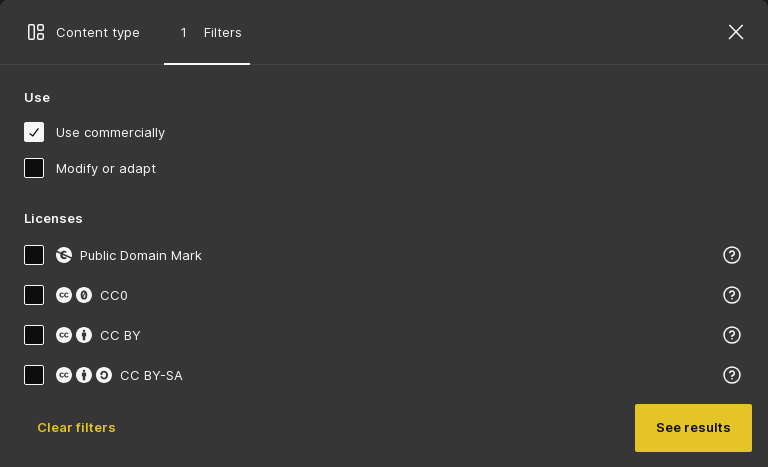 Content type
1 Filters
Use
Use commercially
Modify or adapt
Licenses
Public Domain Mark
CC0
CC BY
CC BY-SA
Clear filters
See results